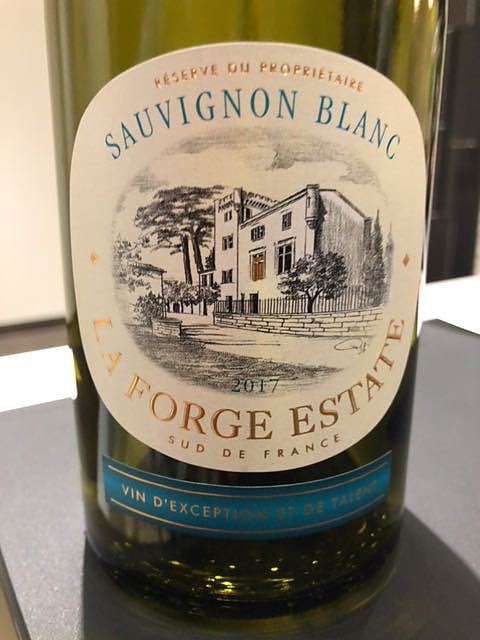 RÉSERVE DU PROPRIÉTAIRE
SAUVIGNON BLANC
2017
LA FORGE ESTATE
SUD DE FRANCE
VIN D'EXCEPTION ET DE TALENT